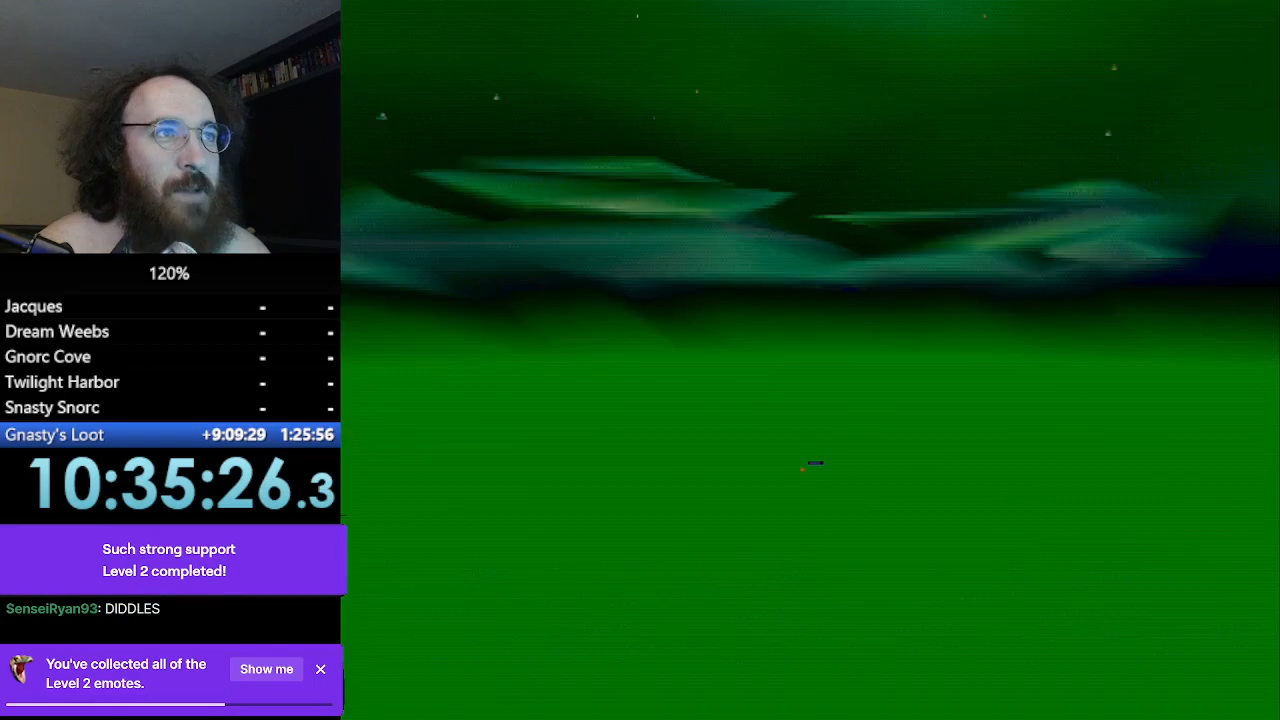 120%
Jacques - -
Dream Weebs - -
Gnorc Cove - -
Twilight Harbor - -
Snasty Snorc - -
Gnasty's Loot +9:09:29 1:25:56
10:35:26.3
Such strong support
Level 2 completed!
SenseiRyan93: DIDDLES
You've collected all of the
Level 2 emotes.
Show me